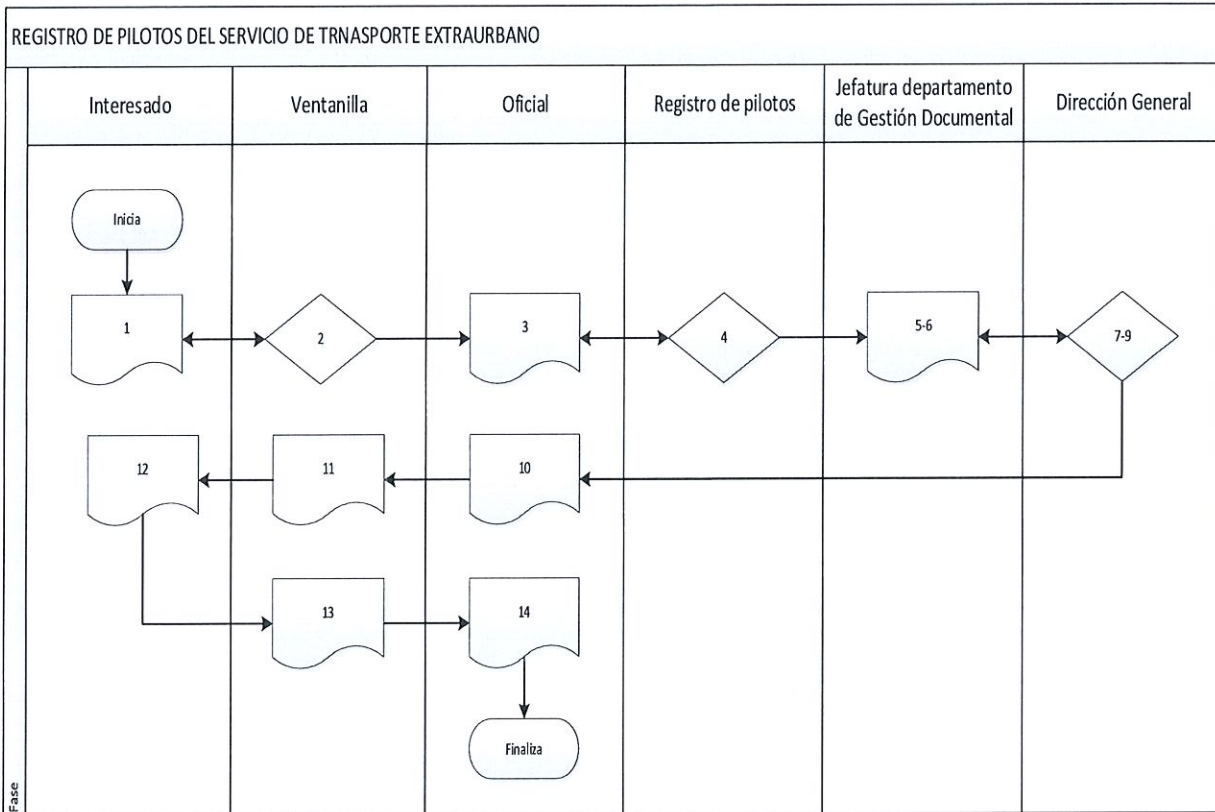 REGISTRO DE PILOTOS DEL SERVICIO DE TRNASPORTE EXTRAURBANO
Interesado
Ventanilla
Oficial
Registro de pilotos
Jefatura departamento
de Gestión Documental
Dirección General
Inicia
1
2
3
4
5-6
7-9
12
11
10
13
14
Finaliza
Fase